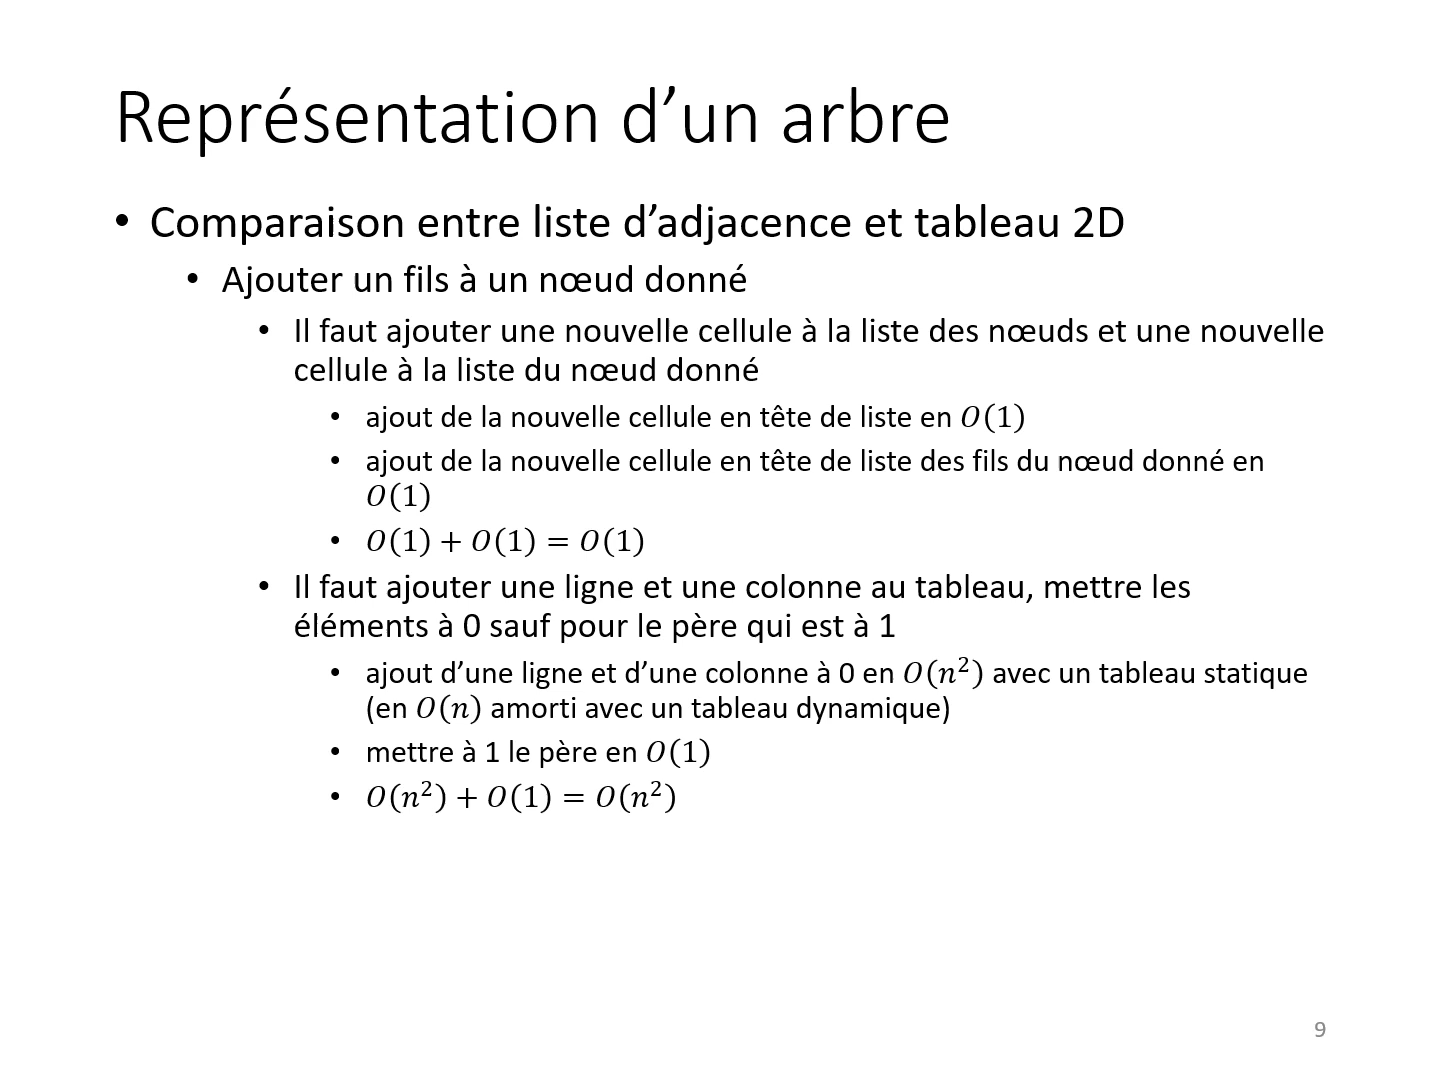 Représentation d’un arbre
• Comparaison entre liste d’adjacence et tableau 2D
• Ajouter un fils à un nœud donné
• Il faut ajouter une nouvelle cellule à la liste des nœuds et une nouvelle
cellule à la liste du nœud donné
• ajout de la nouvelle cellule en tête de liste en O(1)
• ajout de la nouvelle cellule en tête de liste des fils du nœud donné en
O(1)
• O(1) + O(1) = O(1)
• Il faut ajouter une ligne et une colonne au tableau, mettre les
éléments à 0 sauf pour le père qui est à 1
• ajout d’une ligne et d’une colonne à 0 en O(n²) avec un tableau statique
(en O(n) amorti avec un tableau dynamique)
• mettre à 1 le père en O(1)
• O(n²) + O(1) = O(n²)
9